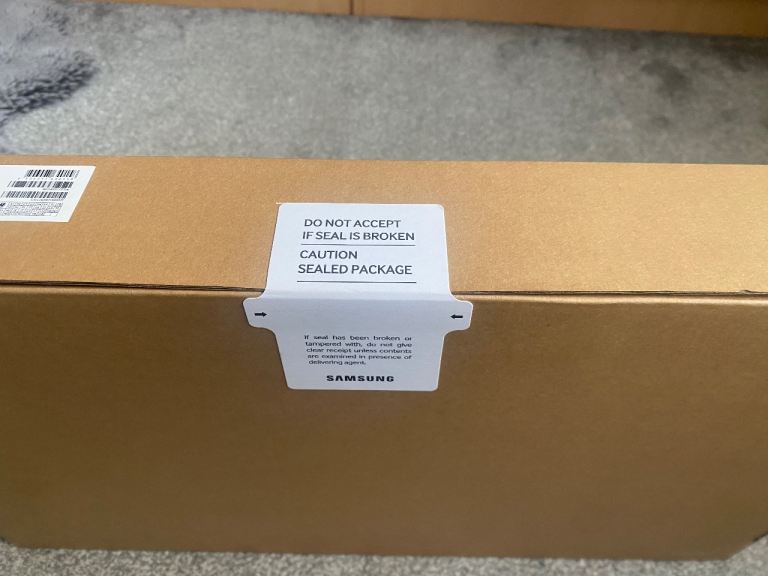 DO NOT ACCEPT
IF SEAL IS BROKEN
CAUTION
SEALED PACKAGE
If seal has been broken or
tampered with, do not give
clear receipt unless contents
are examined in presence of
delivering agent.
SAMSUNG